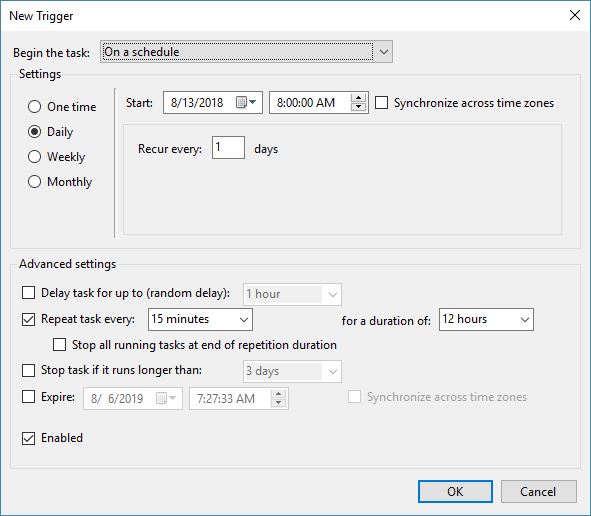 New Trigger
Begin the task: On a schedule
Settings
One time
Daily
Weekly
Monthly
Start: 8/13/2018 8:00:00 AM Synchronize across time zones
Recur every: 1 days
Advanced settings
Delay task for up to (random delay): 1 hour
Repeat task every: 15 minutes for a duration of: 12 hours
Stop all running tasks at end of repetition duration
Stop task if it runs longer than: 3 days
Expire: 8/ 6/2019 7:27:33 AM Synchronize across time zones
Enabled
OK Cancel